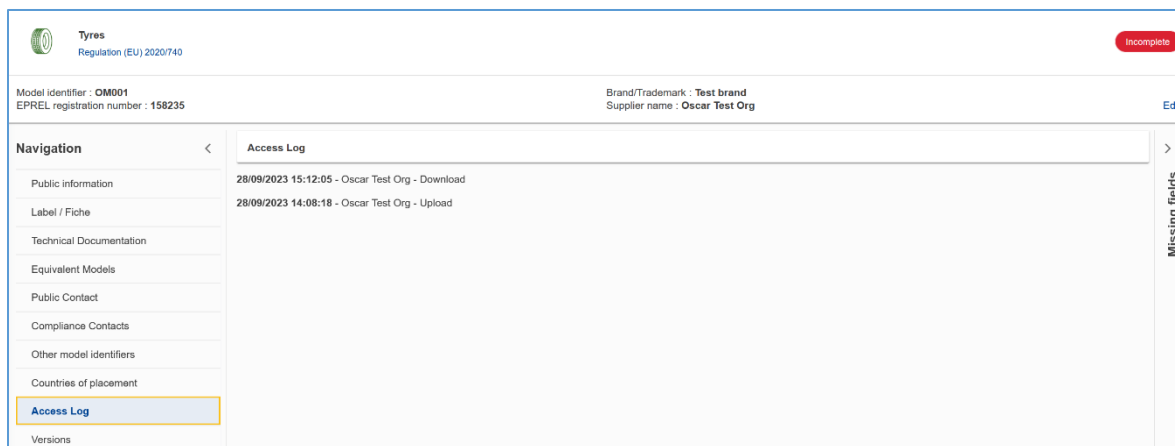 Tyres
Regulation (EU) 2020/740
Incomplete
Model identifier : OM001
EPREL registration number : 158235
Brand/Trademark : Test brand
Supplier name : Oscar Test Org
Ed
Navigation
Public information
Label / Fiche
Technical Documentation
Equivalent Models
Public Contact
Compliance Contacts
Other model identifiers
Countries of placement
Access Log
Versions
Access Log
28/09/2023 15:12:05 - Oscar Test Org - Download
28/09/2023 14:08:18 - Oscar Test Org - Upload
Missing fields